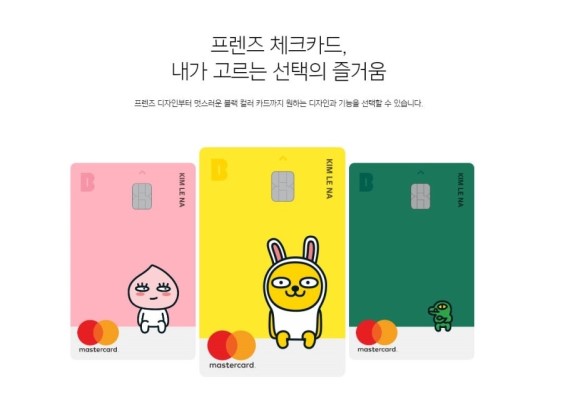 프렌즈 체크카드,
내가 고르는 선택의 즐거움
프렌즈 디자인부터 멋스러운 블랙 컬러 카드까지 원하는 디자인과 기능을 선택할 수 있습니다.
B
KIM LE NA
mastercard.
B
KIM LE NA
mastercard.
B
KIM LE NA
mastercard.